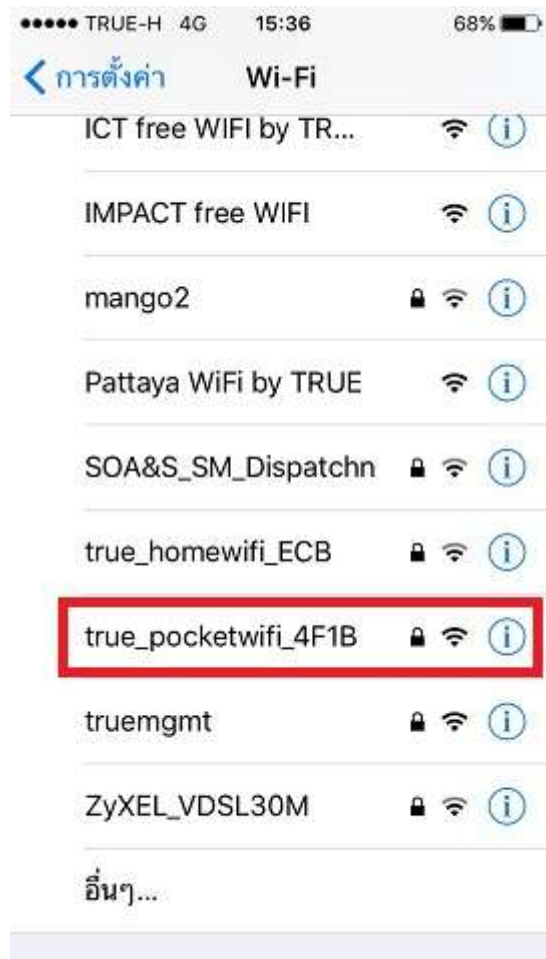 TRUE-H 4G 15:36 68%
การตั้งค่า Wi-Fi
ICT free WIFI by TR...
IMPACT free WIFI
mango2
Pattaya WiFi by TRUE
SOA&S_SM_Dispatchn
true_homewifi_ECB
true_pocketwifi_4F1B
truemgmt
ZyXEL_VDSL30M
อื่นๆ...